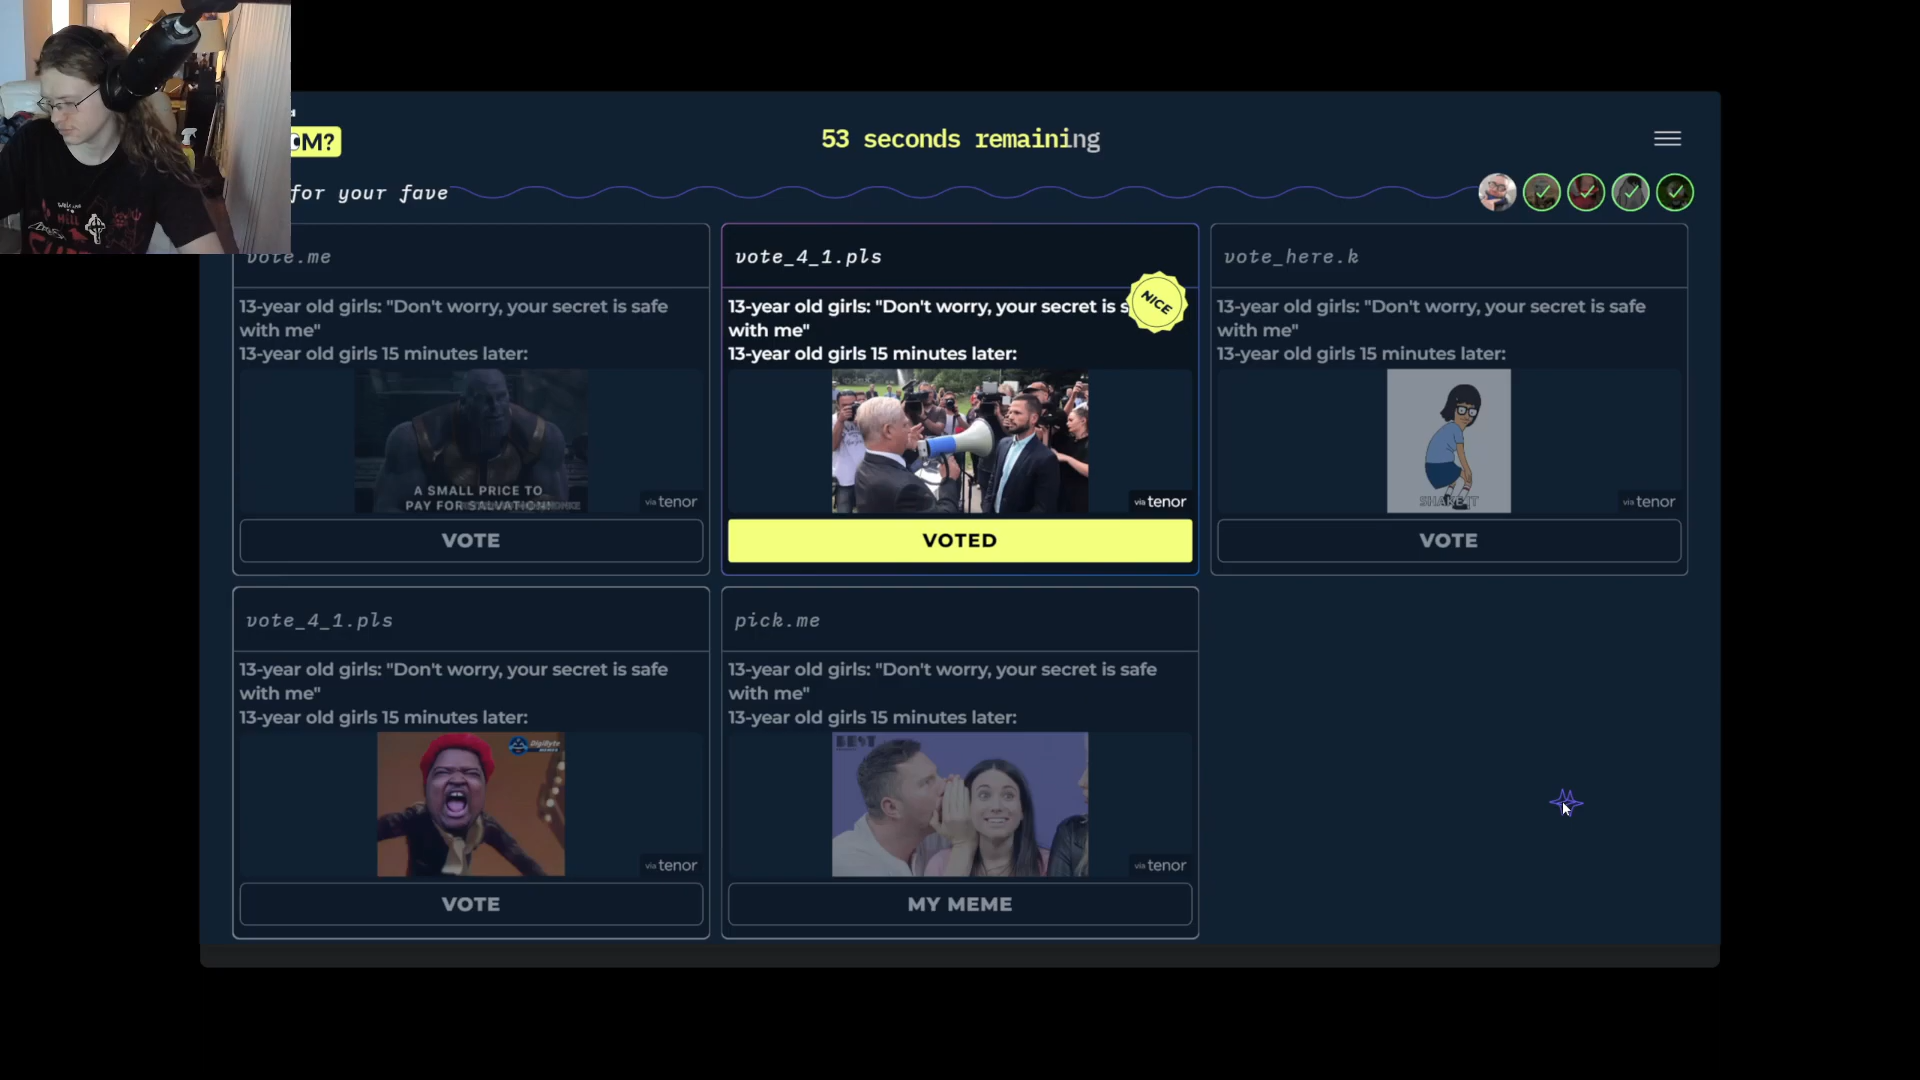 M?
53 seconds remaining
for your fave
vote.me
13-year old girls: "Don't worry, your secret is safe
with me"
13-year old girls 15 minutes later:
A SMALL PRICE TO
PAY FOR SALVATION!
via tenor
VOTE
vote_4_1.pls
NICE
13-year old girls: "Don't worry, your secret is s
with me"
13-year old girls 15 minutes later:
via tenor
VOTED
vote_here.k
13-year old girls: "Don't worry, your secret is safe
with me"
13-year old girls 15 minutes later:
SHAKE IT
via tenor
VOTE
vote_4_1.pls
13-year old girls: "Don't worry, your secret is safe
with me"
13-year old girls 15 minutes later:
DigiByte
via tenor
VOTE
pick.me
13-year old girls: "Don't worry, your secret is safe
with me"
13-year old girls 15 minutes later:
BEST
via tenor
MY MEME